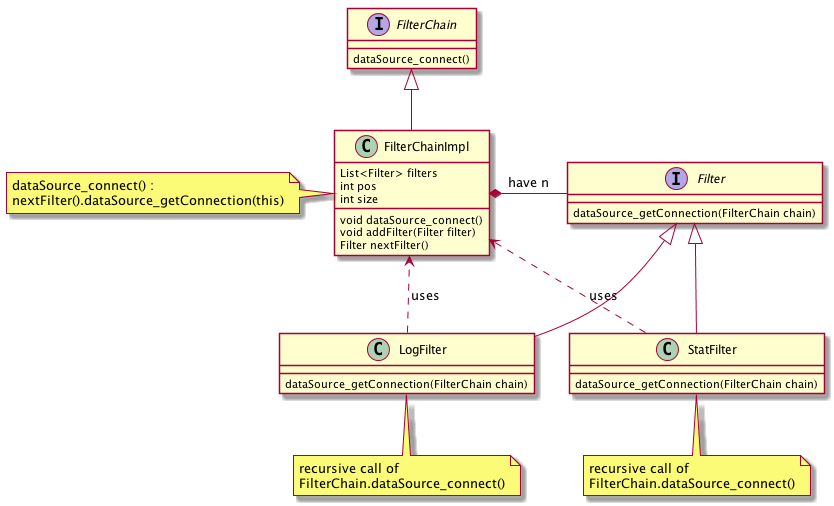 I FilterChain
dataSource_connect()
C FilterChainImpl
List<Filter> filters
int pos
int size
void dataSource_connect()
void addFilter(Filter filter)
Filter nextFilter()
dataSource_connect() :
nextFilter().dataSource_getConnection(this)
have n
I Filter
dataSource_getConnection(FilterChain chain)
uses
uses
C LogFilter
dataSource_getConnection(FilterChain chain)
C StatFilter
dataSource_getConnection(FilterChain chain)
recursive call of
FilterChain.dataSource_connect()
recursive call of
FilterChain.dataSource_connect()